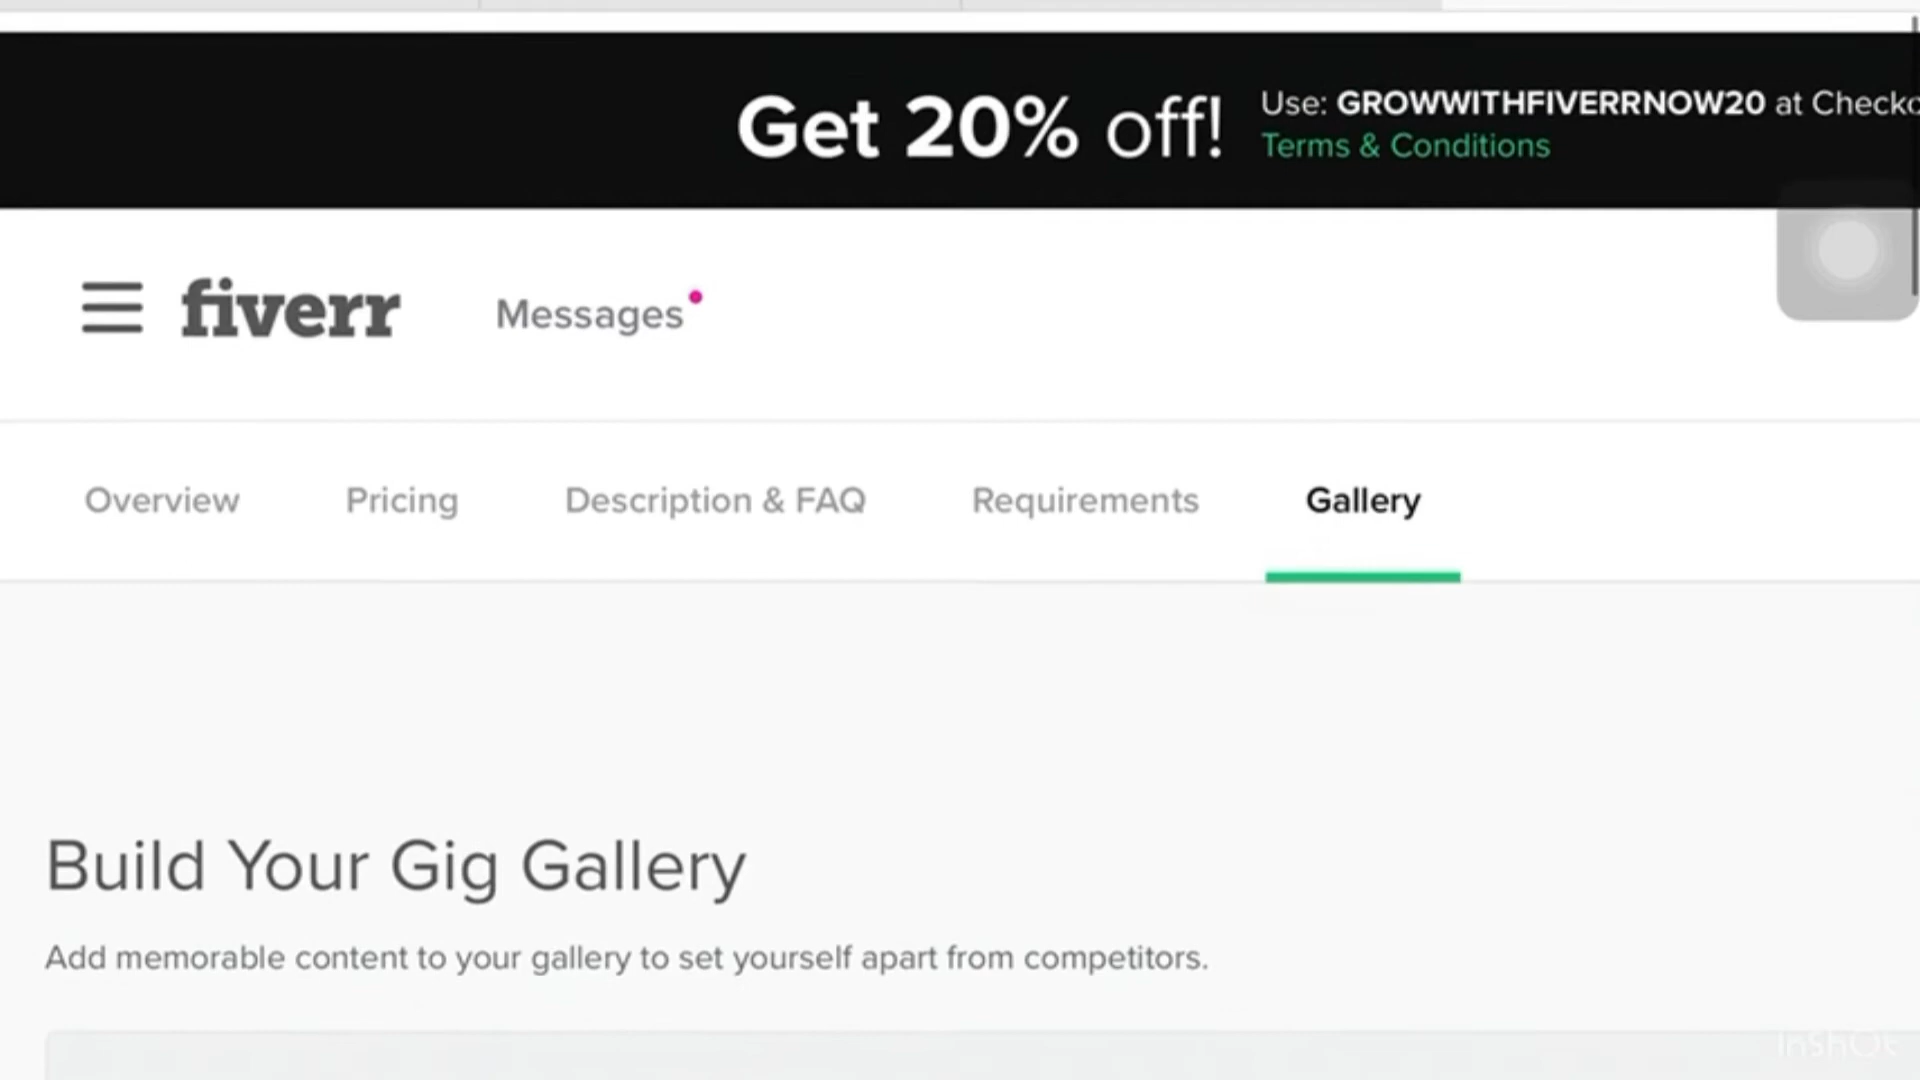 Get 20% off!
Use: GROWWITHFIVERRNOW20 at Checko
Terms & Conditions
fiverr
Messages
Overview
Pricing
Description & FAQ
Requirements
Gallery
Build Your Gig Gallery
Add memorable content to your gallery to set yourself apart from competitors.
InShOt